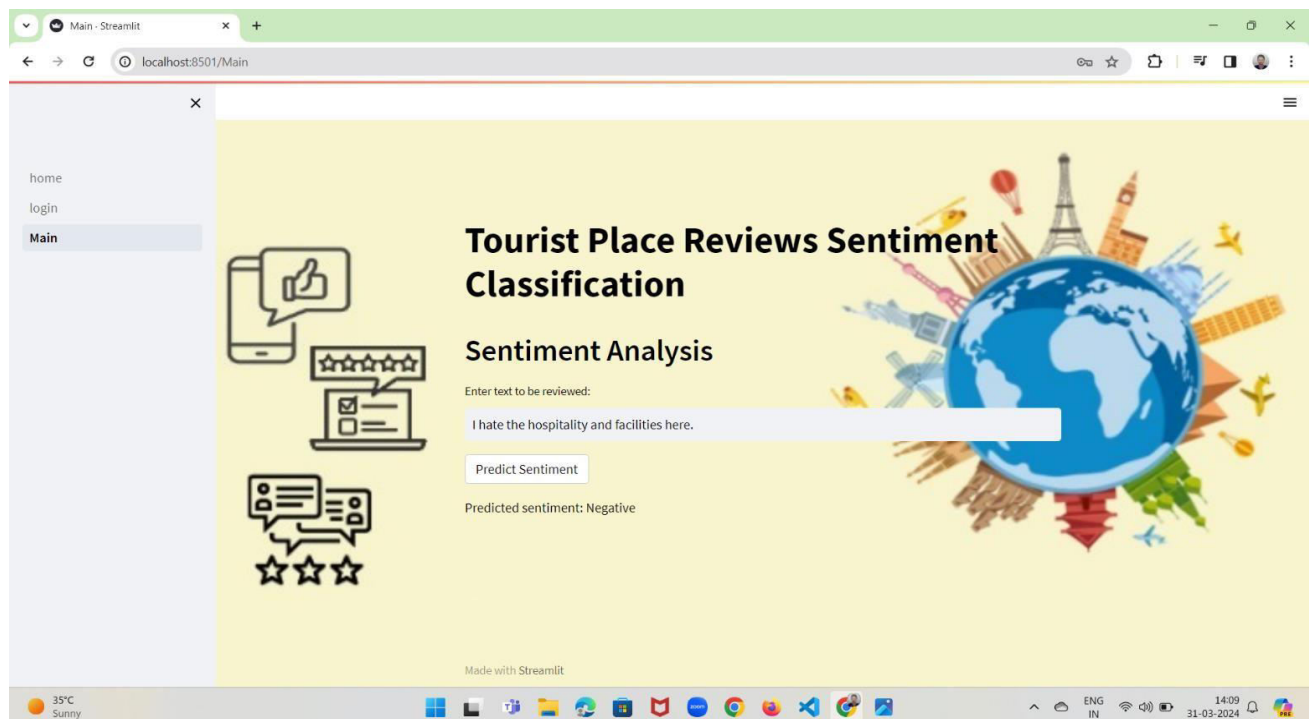 Main · Streamlit
localhost:8501/Main
home
login
Main
Tourist Place Reviews Sentiment
Classification
Sentiment Analysis
Enter text to be reviewed:
I hate the hospitality and facilities here.
Predict Sentiment
Predicted sentiment: Negative
Made with Streamlit
35°C
Sunny
zoom
ENG
IN
14:09
31-03-2024
PRE